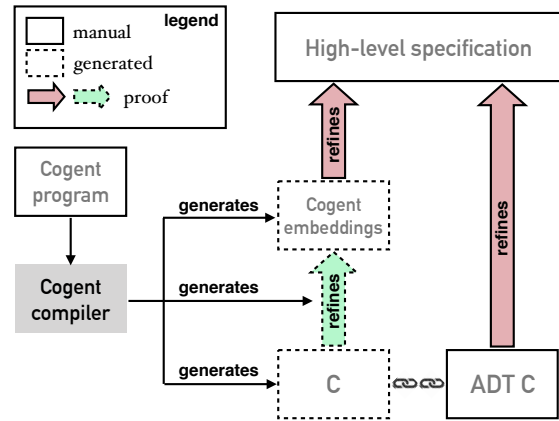 legend
manual
generated
proof
High-level specification
refines
refines
Cogent
program
generates
Cogent
embeddings
Cogent
compiler
generates
refines
generates
C
ADT C